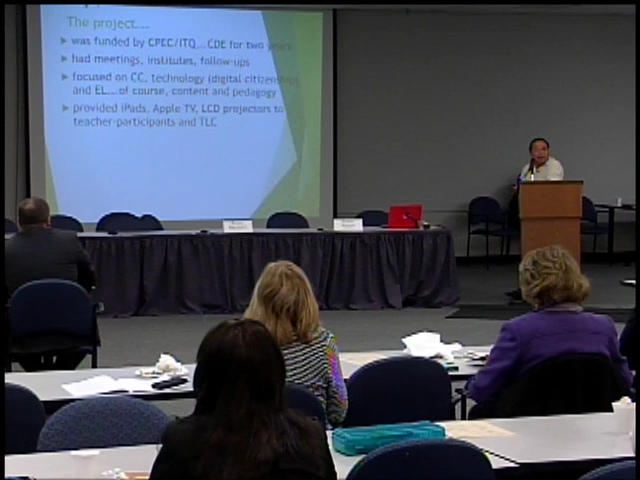 The project....
was funded by CPEC/ITQ...CDE for two years
had meetings, institutes, follow-ups
focused on CC, technology (digital citizenship)
and EL....of course, content and pedagogy
provided iPads, Apple TV, LCD projectors to
teacher-participants and TLC